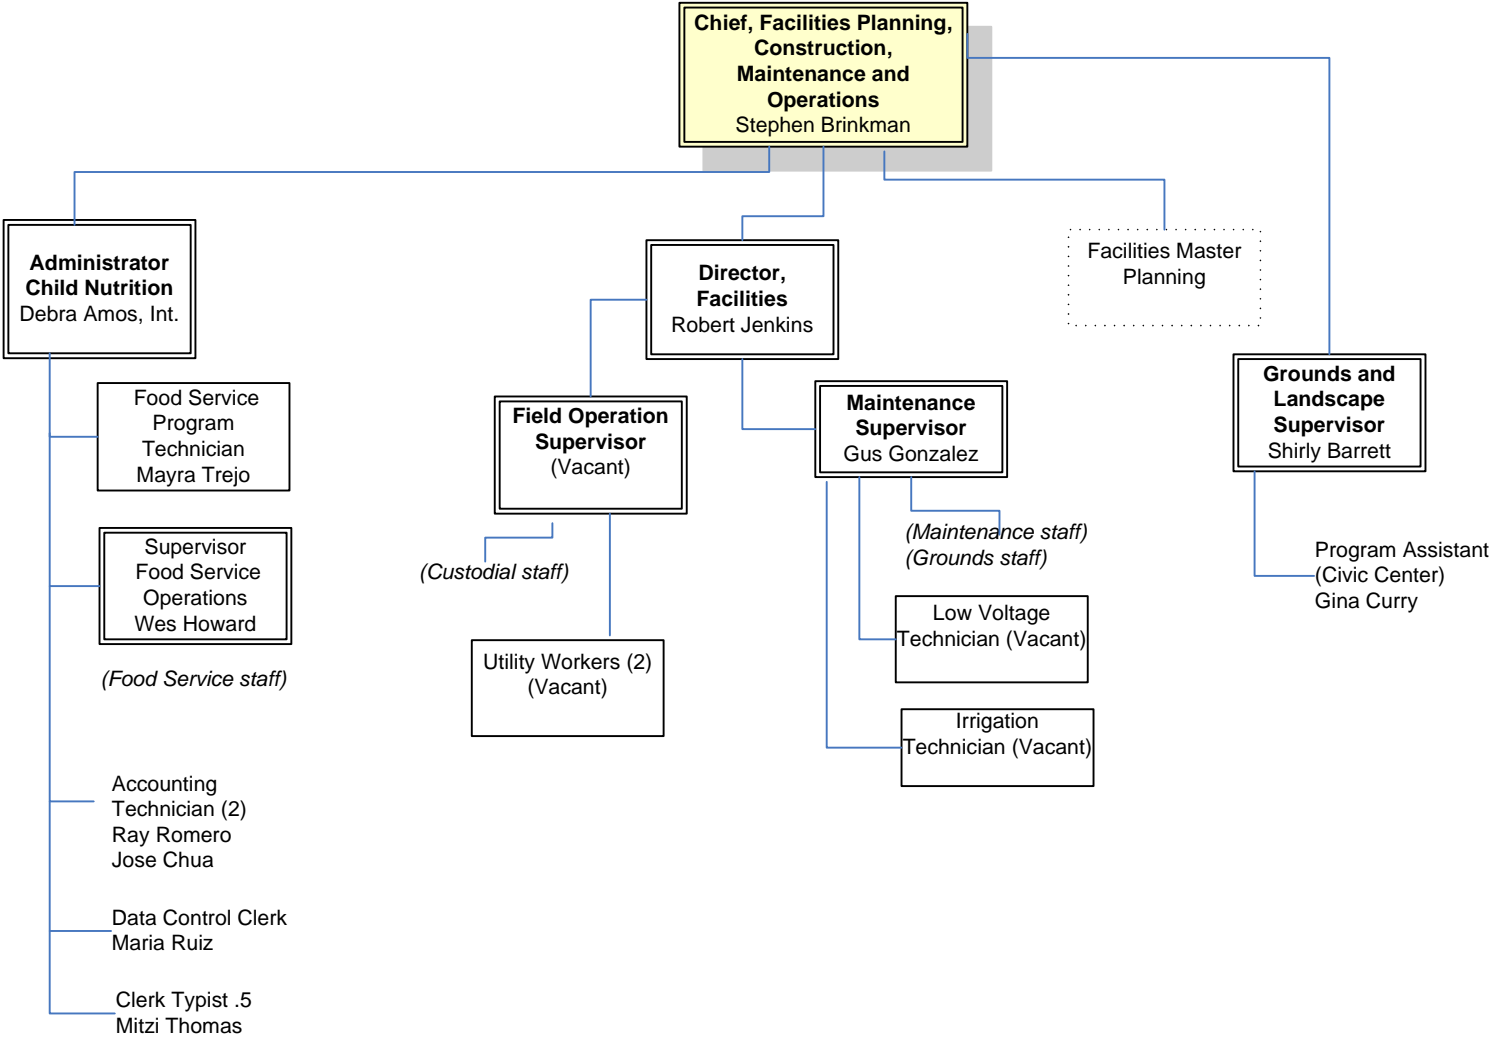 Chief, Facilities Planning,
Construction,
Maintenance and
Operations
Stephen Brinkman
Administrator
Child Nutrition
Debra Amos, Int.
Director,
Facilities
Robert Jenkins
Facilities Master
Planning
Grounds and
Landscape
Supervisor
Shirly Barrett
Food Service
Program
Technician
Mayra Trejo
Field Operation
Supervisor
(Vacant)
Maintenance
Supervisor
Gus Gonzalez
Supervisor
Food Service
Operations
Wes Howard
(Food Service staff)
(Custodial staff)
(Maintenance staff)
(Grounds staff)
Program Assistant
(Civic Center)
Gina Curry
Utility Workers (2)
(Vacant)
Low Voltage
Technician (Vacant)
Irrigation
Technician (Vacant)
Accounting
Technician (2)
Ray Romero
Jose Chua
Data Control Clerk
Maria Ruiz
Clerk Typist .5
Mitzi Thomas